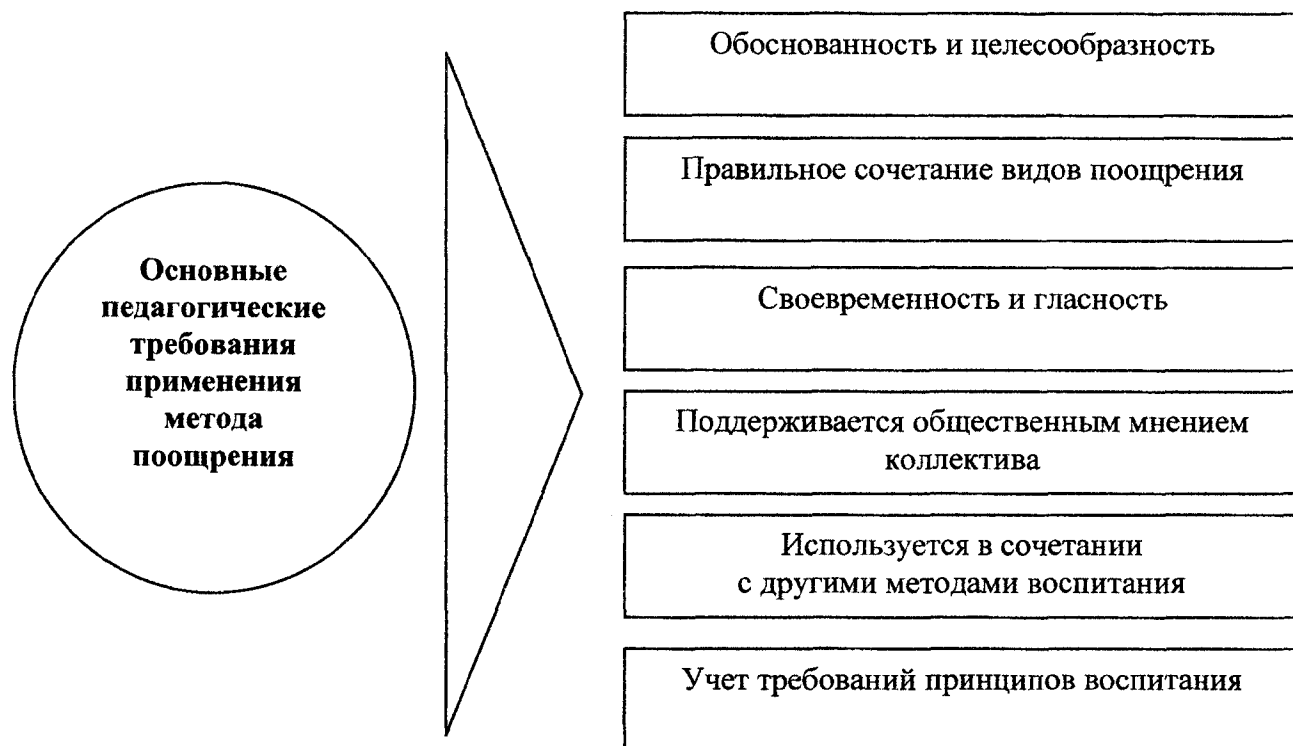 Основные
педагогические
требования
применения
метода
поощрения
Обоснованность и целесообразность
Правильное сочетание видов поощрения
Своевременность и гласность
Поддерживается общественным мнением
коллектива
Используется в сочетании
с другими методами воспитания
Учет требований принципов воспитания